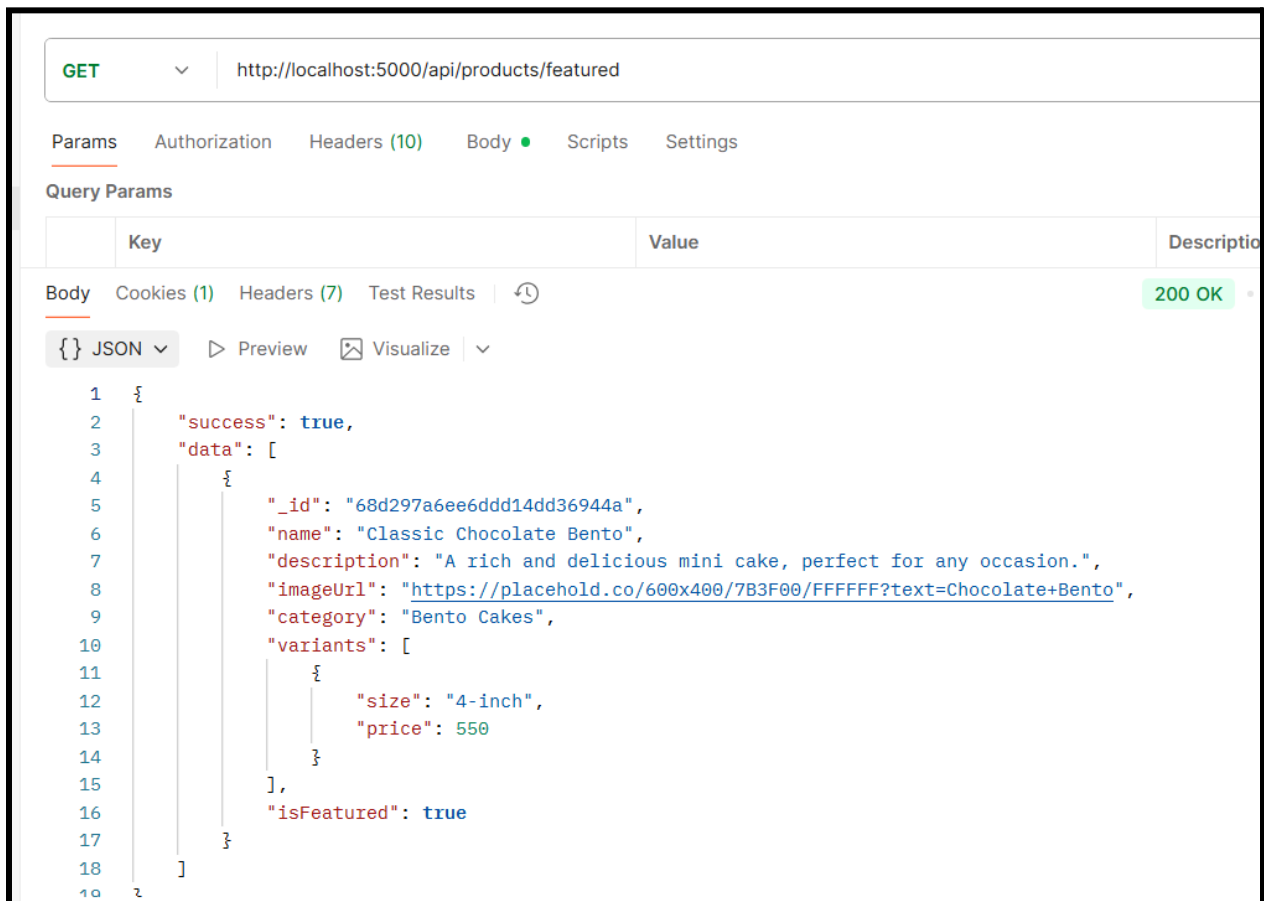 GET http://localhost:5000/api/products/featured
Params Authorization Headers (10) Body Scripts Settings
Query Params
Key Value Descriptio
Body Cookies (1) Headers (7) Test Results 200 OK
{} JSON Preview Visualize
1 {
2 "success": true,
3 "data": [
4 {
5 "_id": "68d297a6ee6ddd14dd36944a",
6 "name": "Classic Chocolate Bento",
7 "description": "A rich and delicious mini cake, perfect for any occasion.",
8 "imageUrl": "https://placehold.co/600x400/7B3F00/FFFFFF?text=Chocolate+Bento",
9 "category": "Bento Cakes",
10 "variants": [
11 {
12 "size": "4-inch",
13 "price": 550
14 }
15 ],
16 "isFeatured": true
17 }
18 ]
19 }